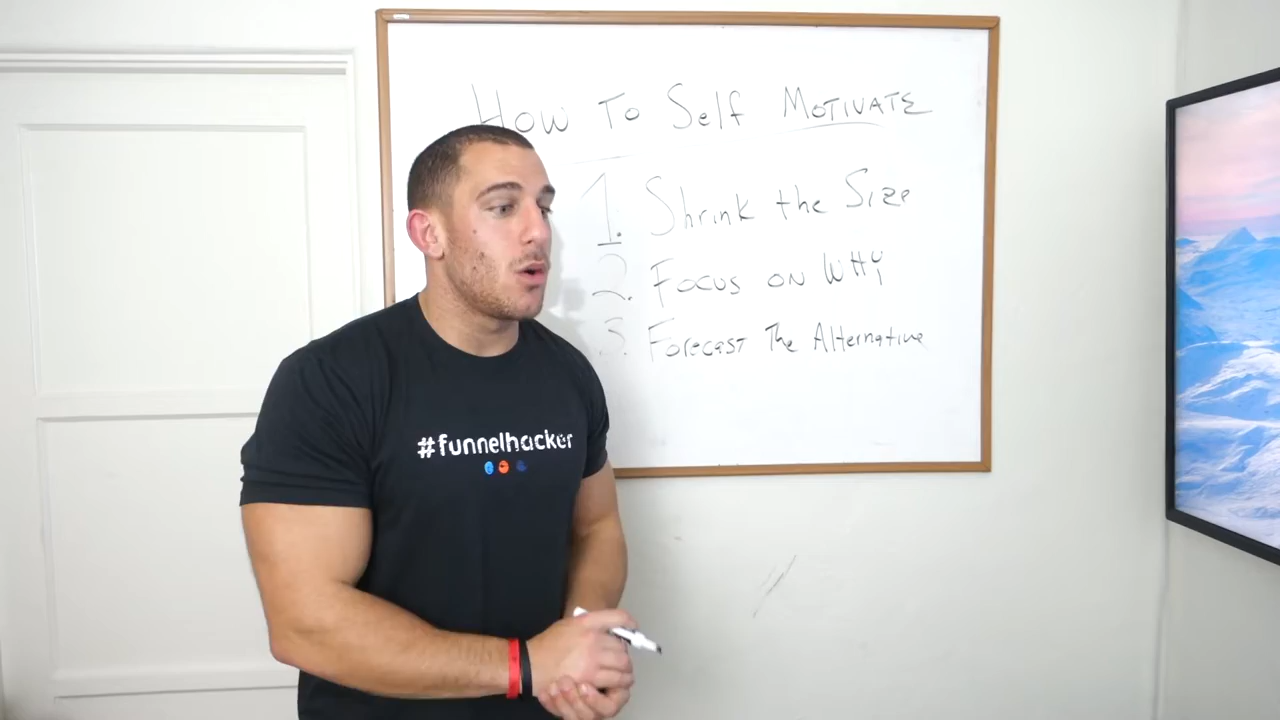 How To Self MOTIVATE
1. Shrink the Size
2. Focus on WHY
3. Forecast The Alternative
#funnelhacker